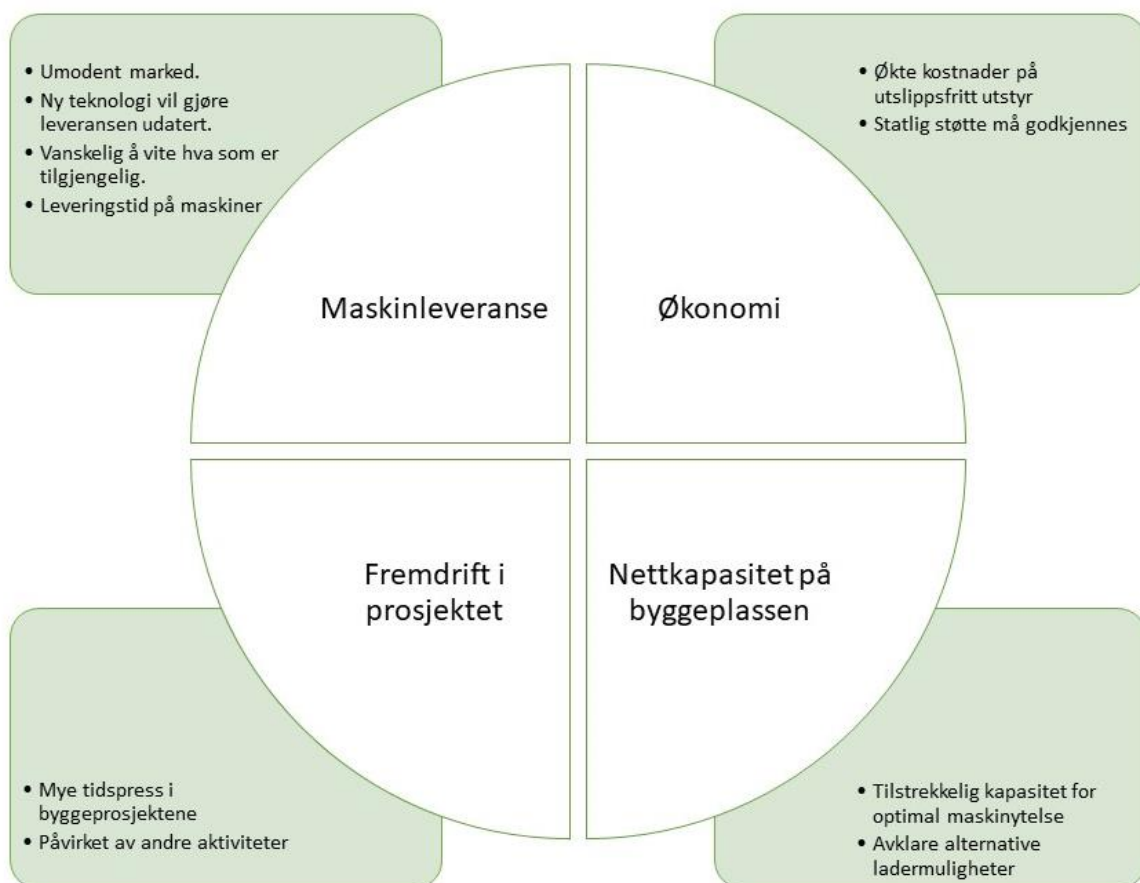 • Umodent marked.
• Ny teknologi vil gjøre
leveransen udatert.
• Vanskelig å vite hva som er
tilgjengelig.
• Leveringstid på maskiner
• Økte kostnader på
utslippsfritt utstyr
• Statlig støtte må godkjennes
Maskinleveranse
Økonomi
Fremdrift i
prosjektet
Nettkapasitet på
byggeplassen
• Mye tidspress i
byggeprosjektene
• Påvirket av andre aktiviteter
• Tilstrekkelig kapasitet for
optimal maskinytelse
• Avklare alternative
ladermuligheter